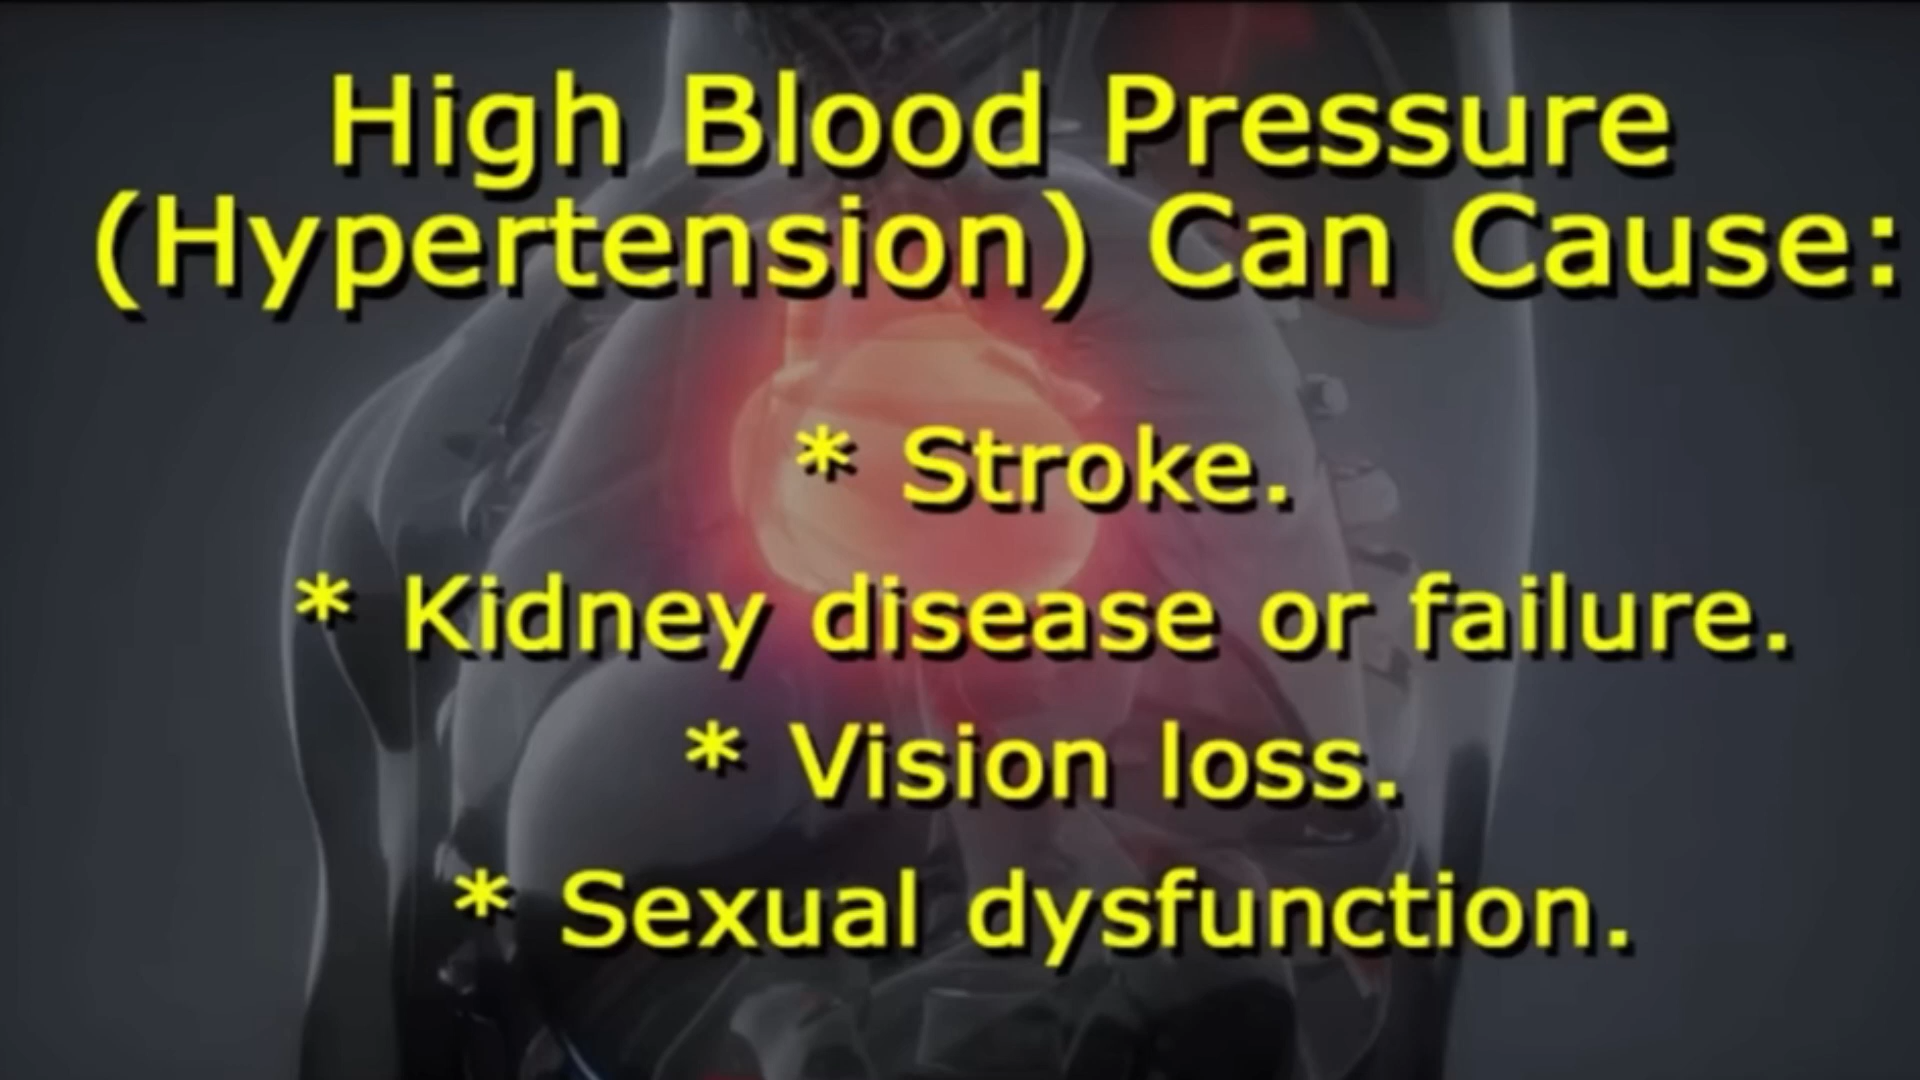 High Blood Pressure
(Hypertension) Can Cause:
* Stroke.
* Kidney disease or failure.
* Vision loss.
* Sexual dysfunction.